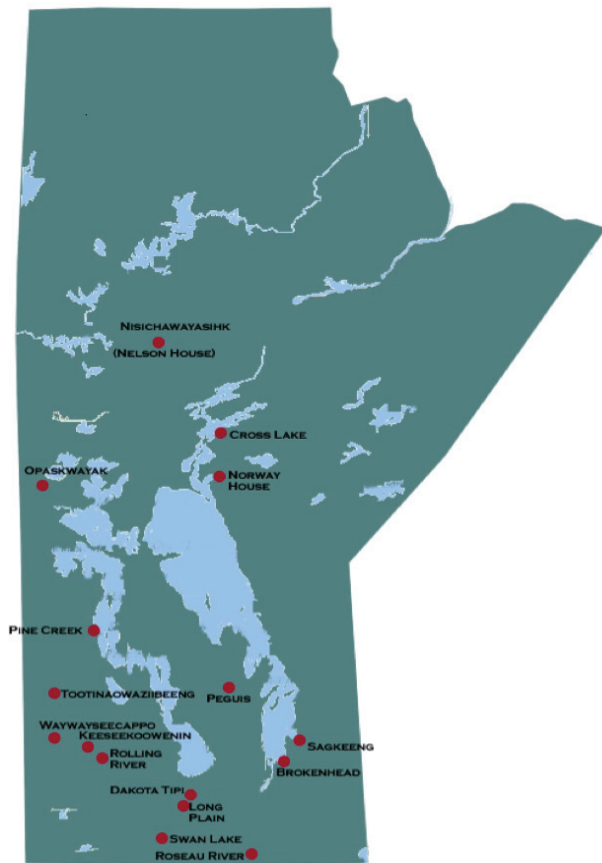 NISICHAWAYASIHK
(NELSON HOUSE)
CROSS LAKE
OPASKWAYAK
NORWAY
HOUSE
PINE CREEK
TOOTINAOWAZIIBEENG
PEGUIS
WAYWAYSEECAPPO
KEESEEKOOWENIN
ROLLING
RIVER
SAGKEENG
BROKENHEAD
DAKOTA TIPI
LONG
PLAIN
SWAN LAKE
ROSEAU RIVER